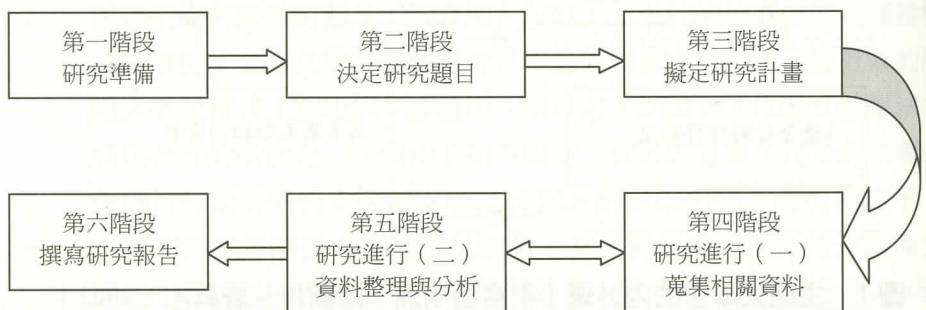 第一階段
研究準備
第二階段
決定研究題目
第三階段
擬定研究計畫
第四階段
研究進行（一）
蒐集相關資料
第五階段
研究進行（二）
資料整理與分析
第六階段
撰寫研究報告